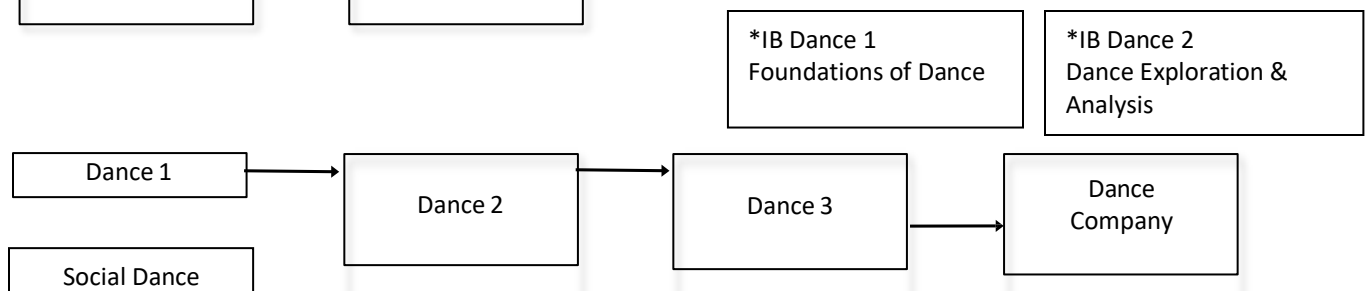 *IB Dance 1
Foundations of Dance
*IB Dance 2
Dance Exploration &
Analysis
Dance 1
Dance 2
Dance 3
Dance
Company
Social Dance